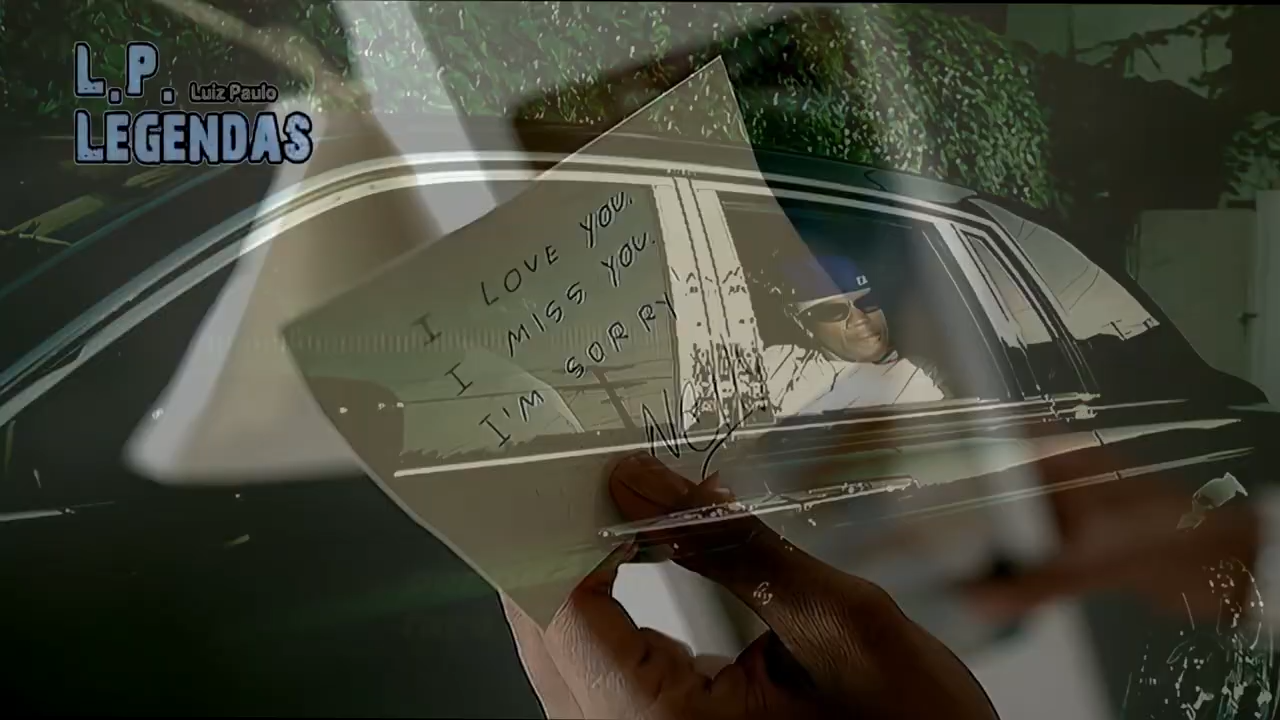 L.P. Luiz Paulo
LEGENDAS
I LOVE YOU.
I MISS YOU.
I'M SORRY